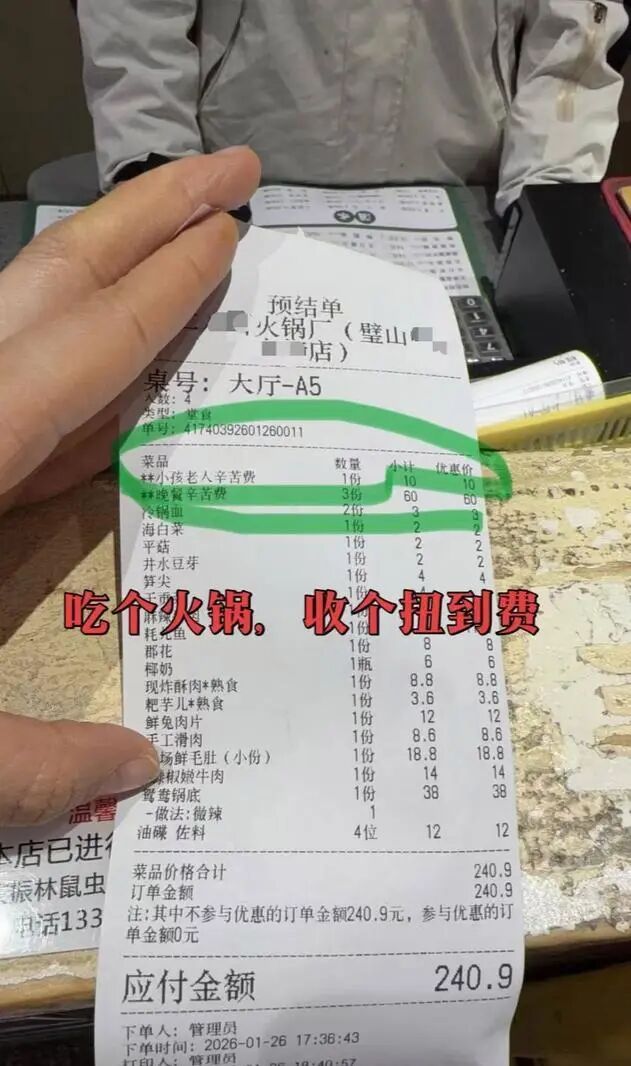 预结单
火锅厂（璧山
店）
桌号：大厅-A5
人数：4
类型：堂食
单号：41740392601260011
菜品 数量 小计 优惠价
**小孩老人辛苦费 1份 10 10
**晚餐辛苦费 3份 60 60
冷锅血 2份 3 3
海白菜 1份 2 2
平菇 1份 2 2
井水豆芽 1份 2 2
笋尖 1份 4 4
吃个火锅，收个扭到费
郡花 1份 8 8
椰奶 1瓶 6 6
现炸酥肉*熟食 1份 8.8 8.8
粑芋儿*熟食 1份 3.6 3.6
鲜兔肉片 1份 12 12
手工滑肉 1份 8.6 8.6
场鲜毛肚（小份） 1份 18.8 18.8
椒嫩牛肉 1份 14 14
鸳鸯锅底 1份 38 38
-做法:微辣 1
油碟 佐料 4位 12 12
菜品价格合计 240.9
订单金额 240.9
注:其中不参与优惠的订单金额240.9元，参与优惠的订
单金额0元
应付金额 240.9
下单人：管理员
下单时间：2026-01-26 17:36:43
打印人：管理员
温馨
本店已进行
振林鼠虫
电话133